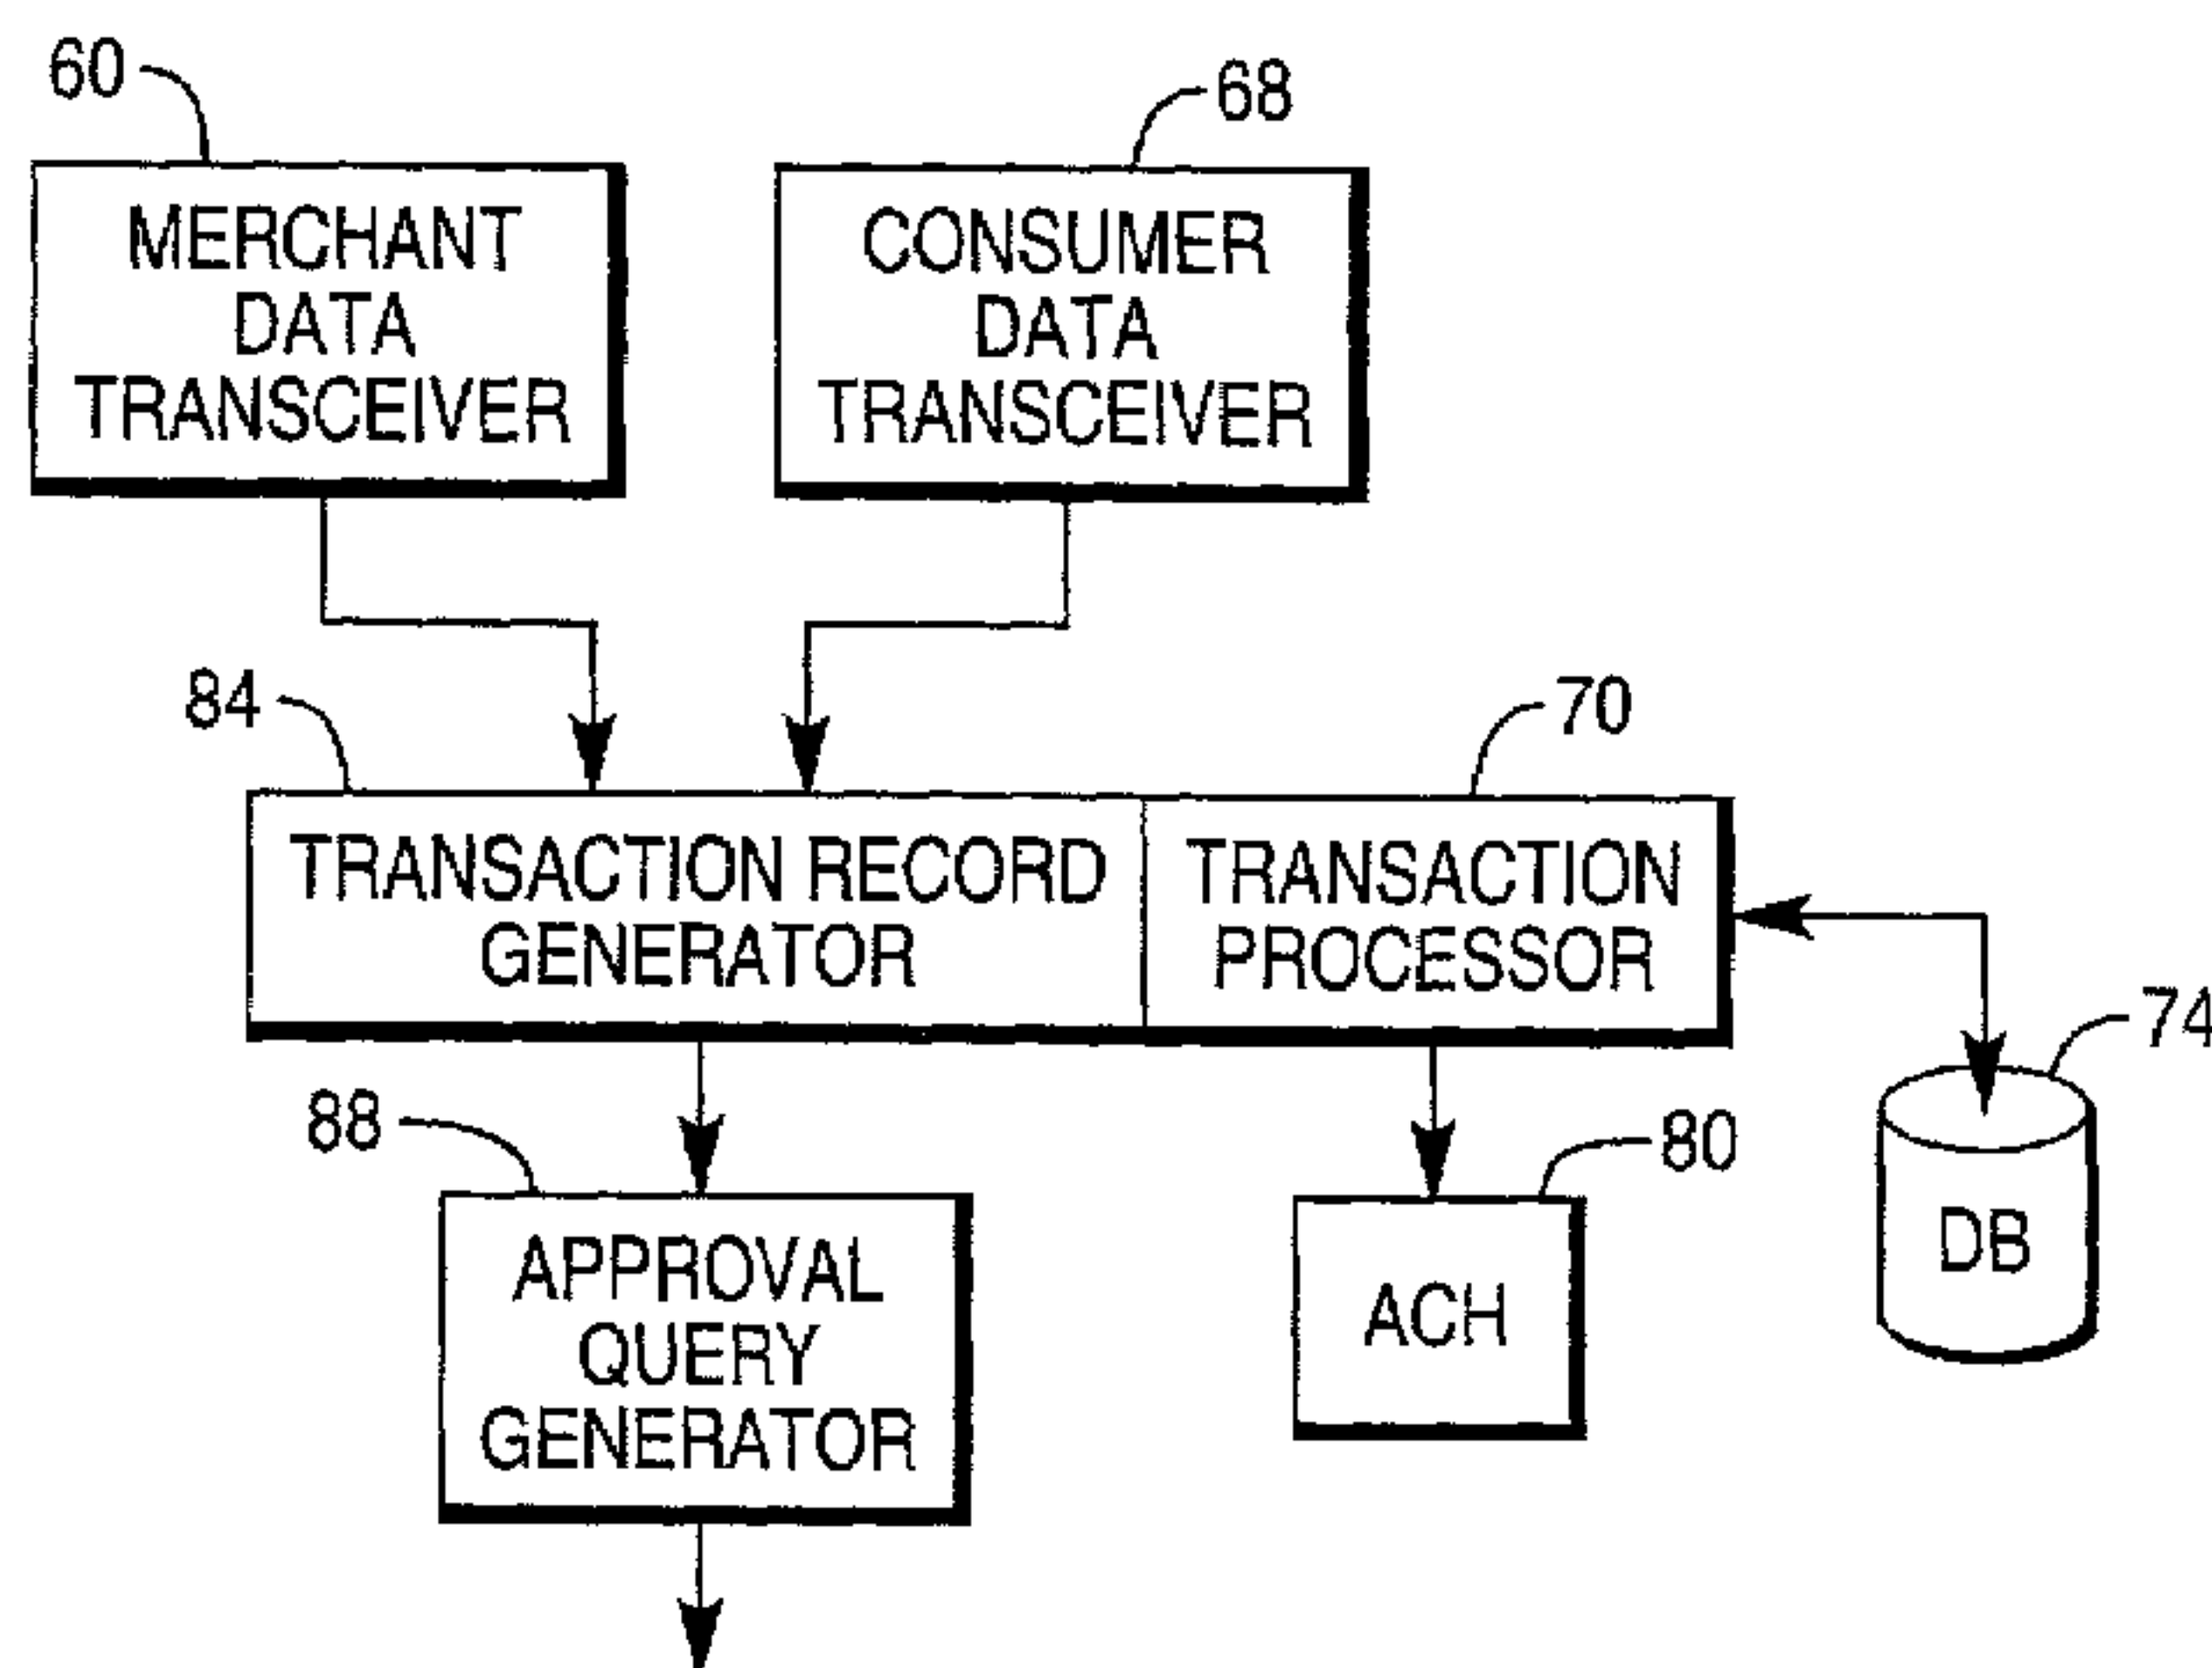 60
68
MERCHANT
DATA
TRANSCEIVER
CONSUMER
DATA
TRANSCEIVER
84
70
TRANSACTION RECORD
GENERATOR
TRANSACTION
PROCESSOR
74
88
80
APPROVAL
QUERY
GENERATOR
ACH
DB